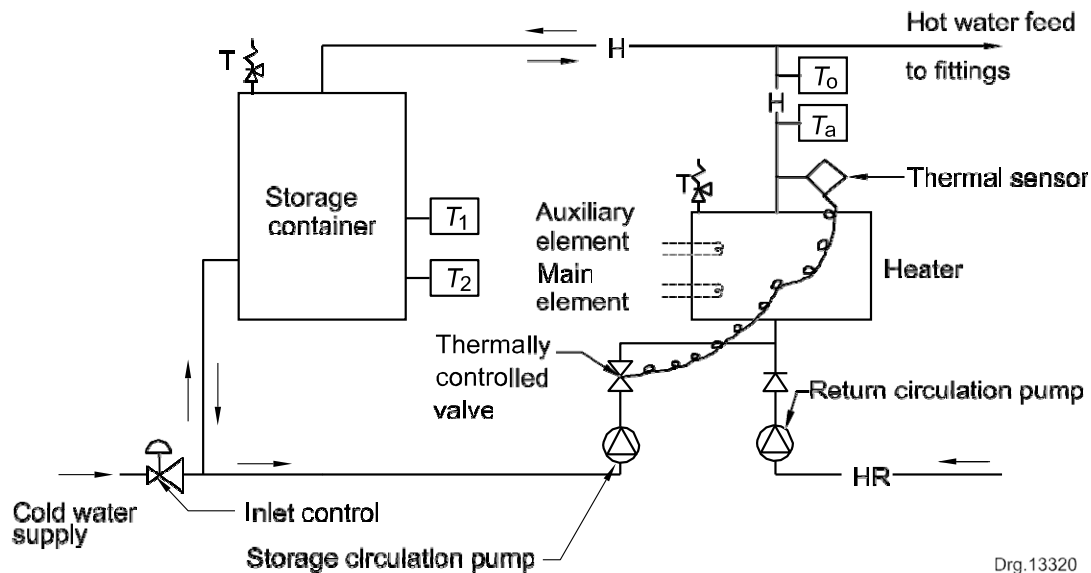 Hot water feed
to fittings
T
H
To
H
Ta
T
Thermal sensor
Storage
container
T1
T2
Auxiliary
element
Main
element
Heater
Thermally
controlled
valve
Return circulation pump
HR
Cold water
supply
Inlet control
Storage circulation pump
Drg.13320